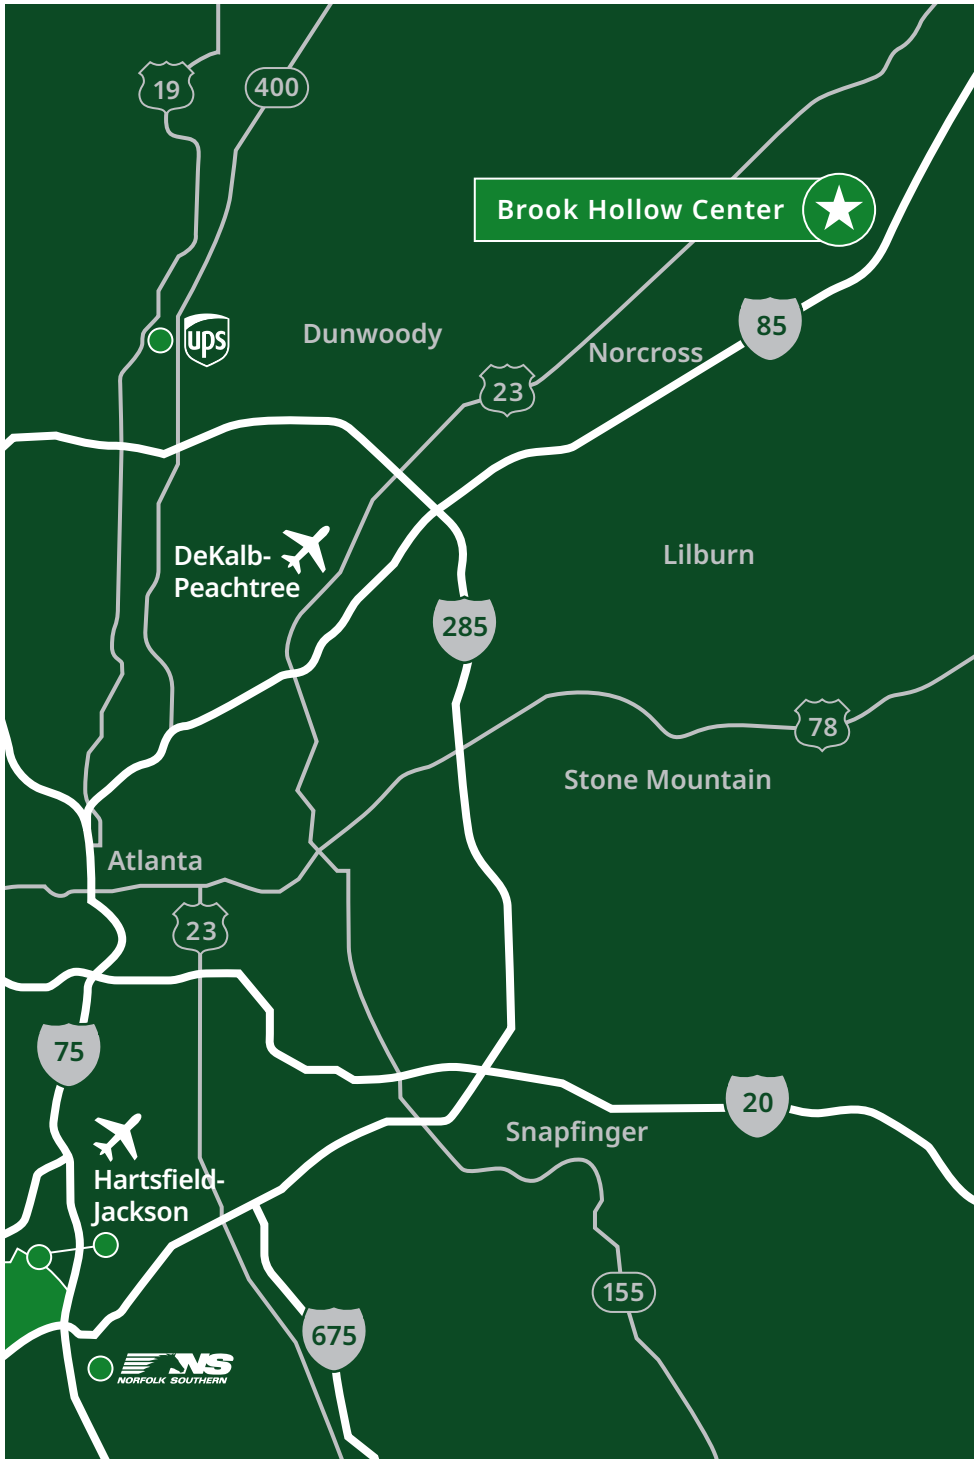 19
400
Brook Hollow Center
85
ups
Dunwoody
Norcross
23
DeKalb-
Peachtree
Lilburn
285
78
Stone Mountain
Atlanta
23
75
20
Snapfinger
Hartsfield-
Jackson
155
675
NS
NORFOLK SOUTHERN